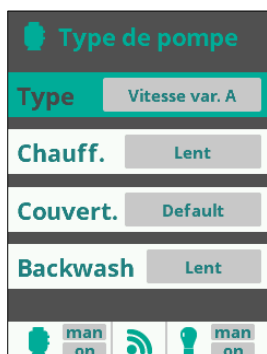 Type de pompe
Type Vitesse var. A
Chauff. Lent
Couvert. Default
Backwash Lent
man man
on on